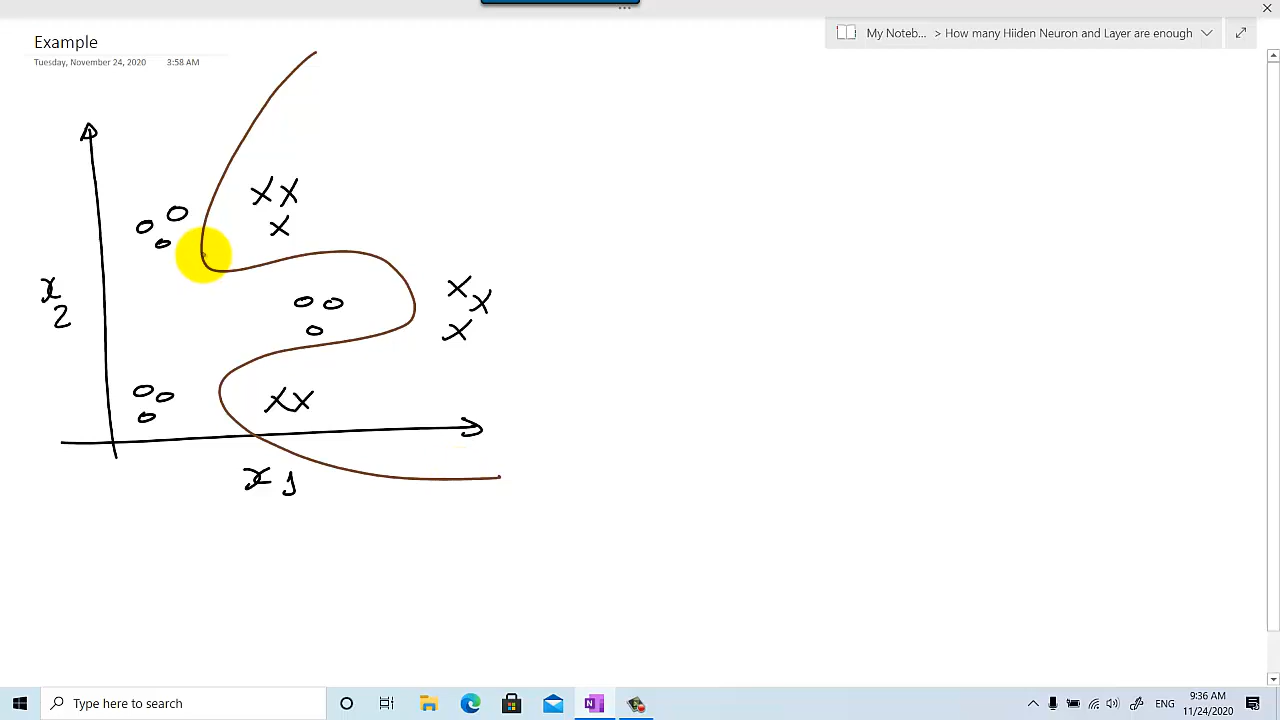 Example
Tuesday, November 24, 2020 3:58 AM
My Noteb... > How many Hiiden Neuron and Layer are enough
o o X X
o X
x 2
o o X X
o X
o o X X
o
x 1
Type here to search
ENG
9:36 AM
11/24/2020